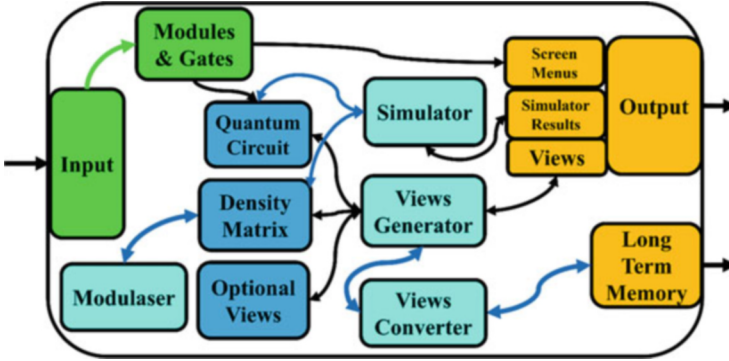 Modules
& Gates
Screen
Menus
Input
Quantum
Circuit
Simulator
Simulator
Results
Output
Views
Density
Matrix
Views
Generator
Modulaser
Optional
Views
Views
Converter
Long
Term
Memory